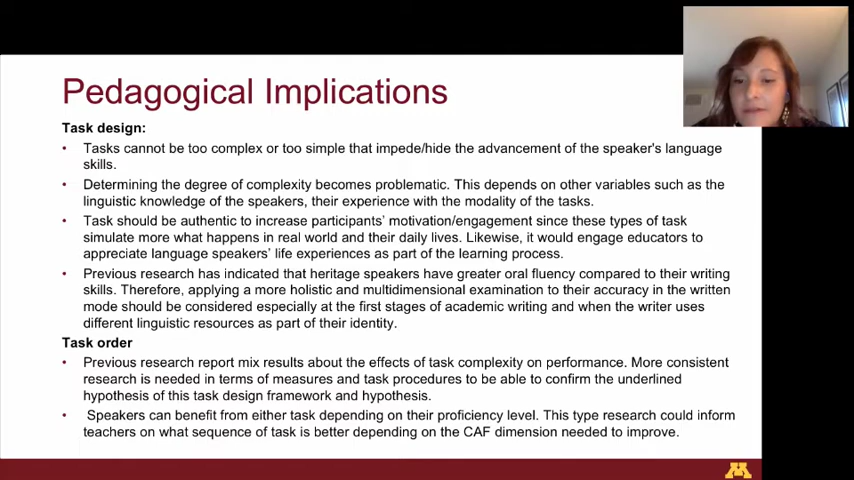 Pedagogical Implications
Task design:
• Tasks cannot be too complex or too simple that impede/hide the advancement of the speaker's language
skills.
• Determining the degree of complexity becomes problematic. This depends on other variables such as the
linguistic knowledge of the speakers, their experience with the modality of the tasks.
• Task should be authentic to increase participants' motivation/engagement since these types of task
simulate more what happens in real world and their daily lives. Likewise, it would engage educators to
appreciate language speakers' life experiences as part of the learning process.
• Previous research has indicated that heritage speakers have greater oral fluency compared to their writing
skills. Therefore, applying a more holistic and multidimensional examination to their accuracy in the written
mode should be considered especially at the first stages of academic writing and when the writer uses
different linguistic resources as part of their identity.
Task order
• Previous research report mix results about the effects of task complexity on performance. More consistent
research is needed in terms of measures and task procedures to be able to confirm the underlined
hypothesis of this task design framework and hypothesis.
• Speakers can benefit from either task depending on their proficiency level. This type research could inform
teachers on what sequence of task is better depending on the CAF dimension needed to improve.
M